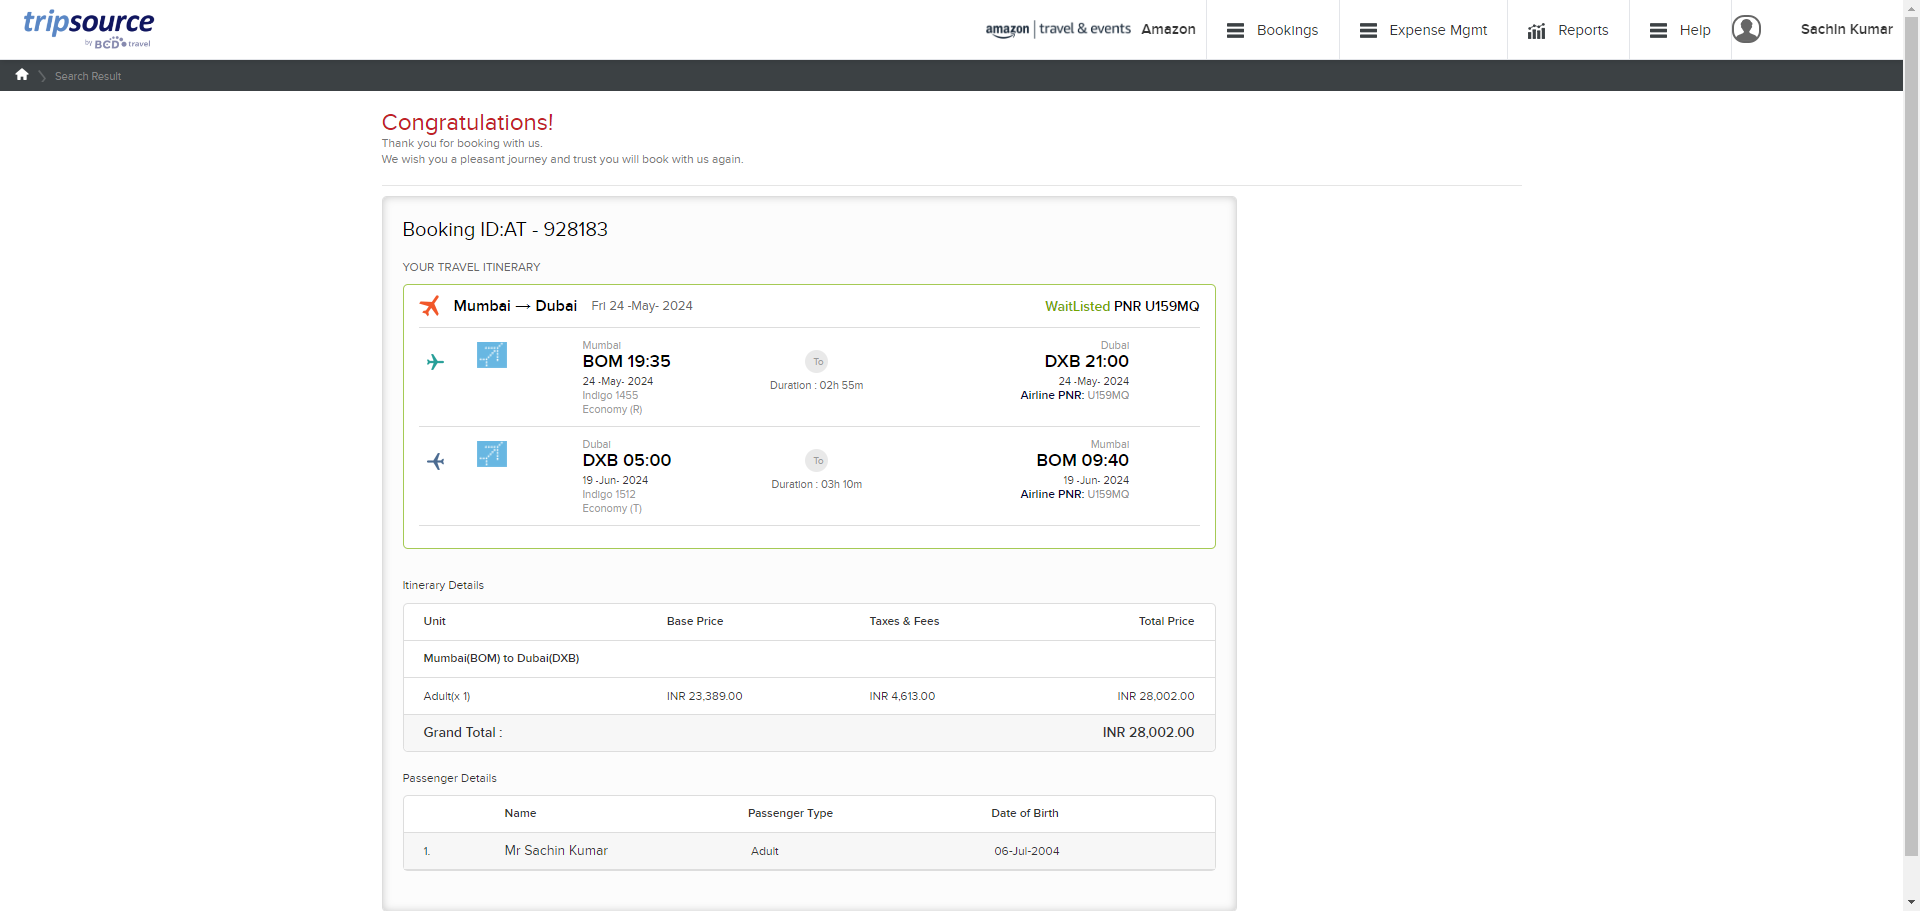 tripsource
by BCD travel
amazon | travel & events Amazon
Bookings
Expense Mgmt
Reports
Help
Sachin Kumar
Search Result
Congratulations!
Thank you for booking with us.
We wish you a pleasant journey and trust you will book with us again.
Booking ID:AT - 928183
YOUR TRAVEL ITINERARY
Mumbai → Dubai Fri 24 -May- 2024 WaitListed PNR U159MQ
Mumbai Dubai
BOM 19:35 To DXB 21:00
24 -May- 2024 Duration : 02h 55m 24 -May- 2024
Indigo 1455 Airline PNR: U159MQ
Economy (R)
Dubai Mumbai
DXB 05:00 To BOM 09:40
19 -Jun- 2024 Duration : 03h 10m 19 -Jun- 2024
Indigo 1512 Airline PNR: U159MQ
Economy (T)
Itinerary Details
Unit Base Price Taxes & Fees Total Price
Mumbai(BOM) to Dubai(DXB)
Adult(x 1) INR 23,389.00 INR 4,613.00 INR 28,002.00
Grand Total : INR 28,002.00
Passenger Details
Name Passenger Type Date of Birth
1. Mr Sachin Kumar Adult 06-Jul-2004